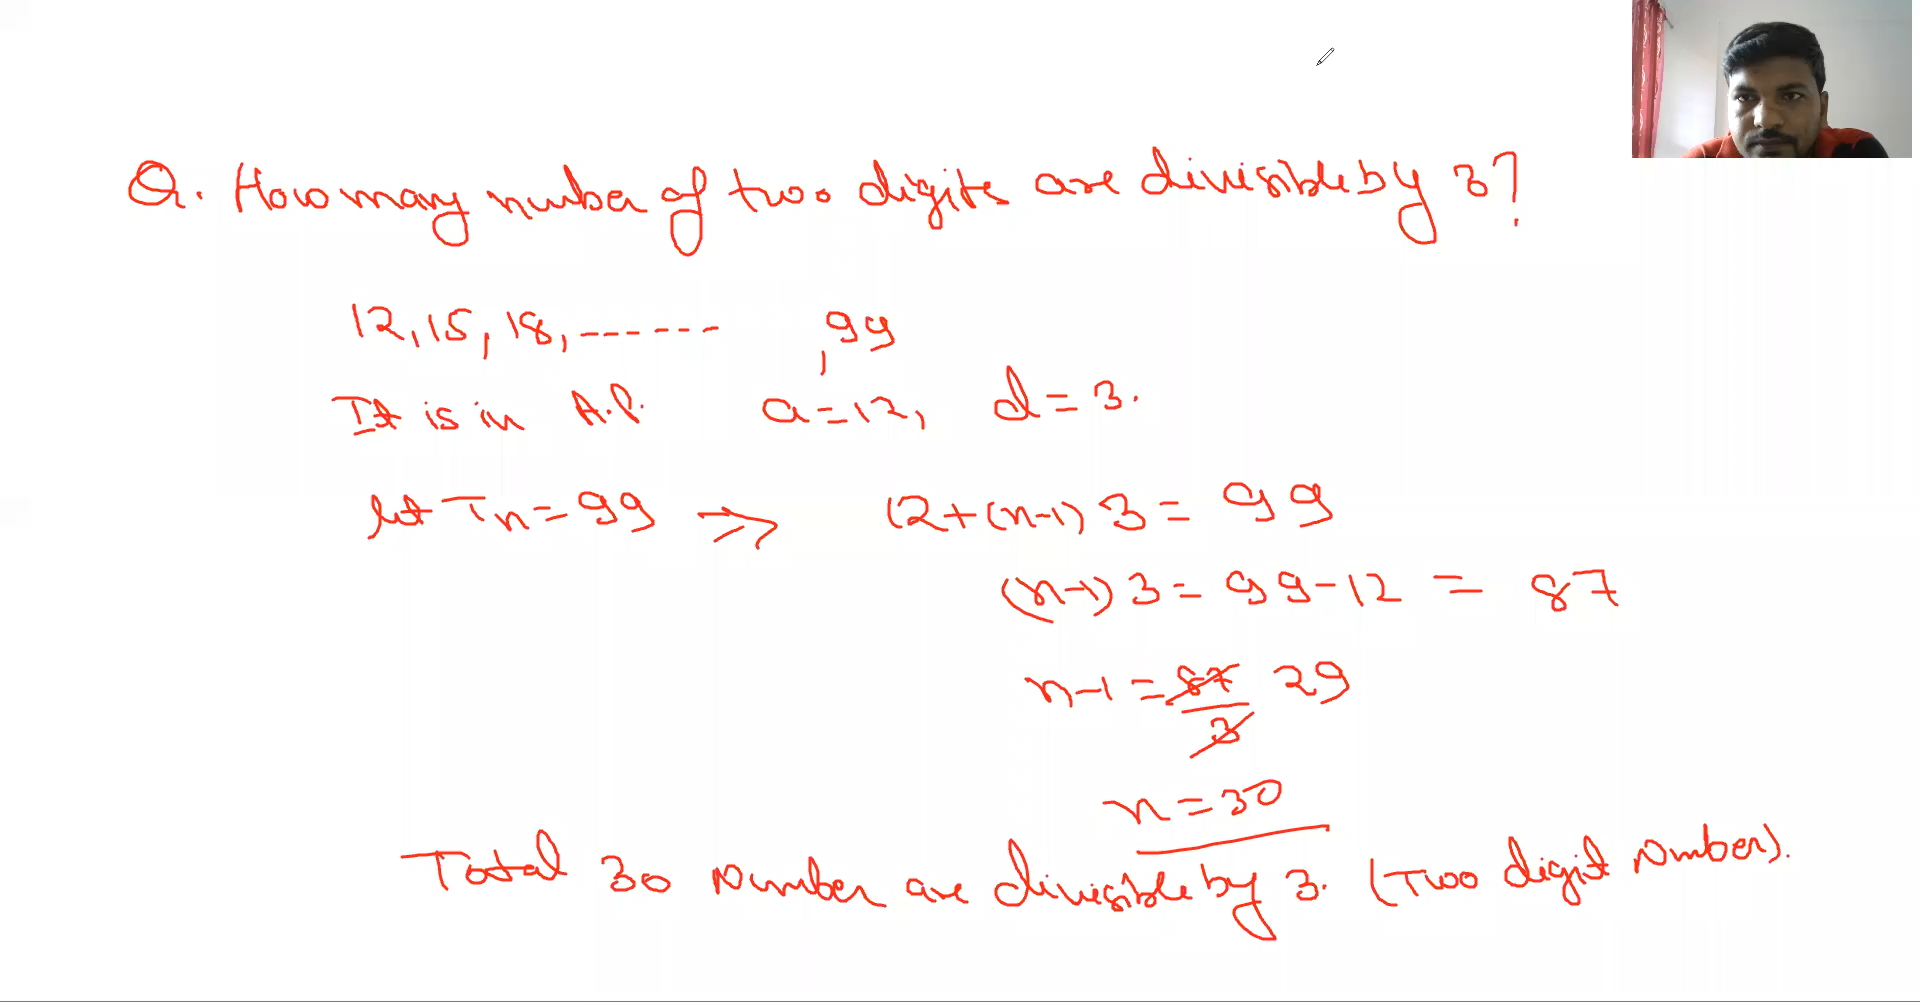 Q. How many number of two digits are divisible by 3?
12, 15, 18, ------ , 99
It is in A.P. a=12, d=3.
let Tn=99 => 12+(n-1)3=99
(n-1)3=99-12=87
n-1=87/3 29
n=30
Total 30 Number are divisible by 3. (Two digit number).